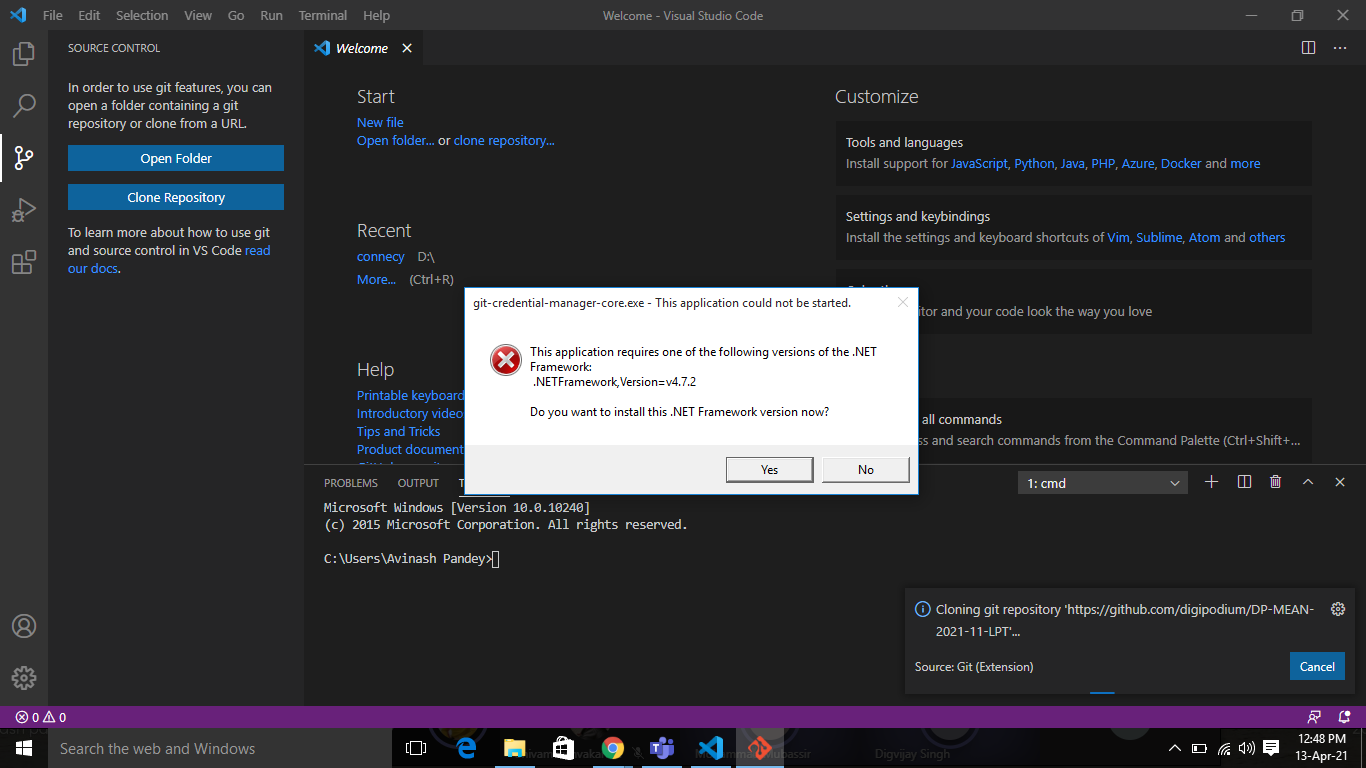 File Edit Selection View Go Run Terminal Help
Welcome - Visual Studio Code
SOURCE CONTROL
In order to use git features, you can
open a folder containing a git
repository or clone from a URL.
Open Folder
Clone Repository
To learn more about how to use git
and source control in VS Code read
our docs.
Welcome
Start
New file
Open folder... or clone repository...
Recent
connecy D:\
More... (Ctrl+R)
Help
Printable keyboard
Introductory video
Tips and Tricks
Product document
Customize
Tools and languages
Install support for JavaScript, Python, Java, PHP, Azure, Docker and more
Settings and keybindings
Install the settings and keyboard shortcuts of Vim, Sublime, Atom and others
itor and your code look the way you love
all commands
ss and search commands from the Command Palette (Ctrl+Shift+...
git-credential-manager-core.exe - This application could not be started.
This application requires one of the following versions of the .NET
Framework:
.NETFramework,Version=v4.7.2
Do you want to install this .NET Framework version now?
Yes No
PROBLEMS OUTPUT
1: cmd
Microsoft Windows [Version 10.0.10240]
(c) 2015 Microsoft Corporation. All rights reserved.
C:\Users\Avinash Pandey>
Cloning git repository 'https://github.com/digipodium/DP-MEAN-
2021-11-LPT'...
Source: Git (Extension)
Cancel
0 0
Search the web and Windows
Digvijay Singh
12:48 PM
13-Apr-21